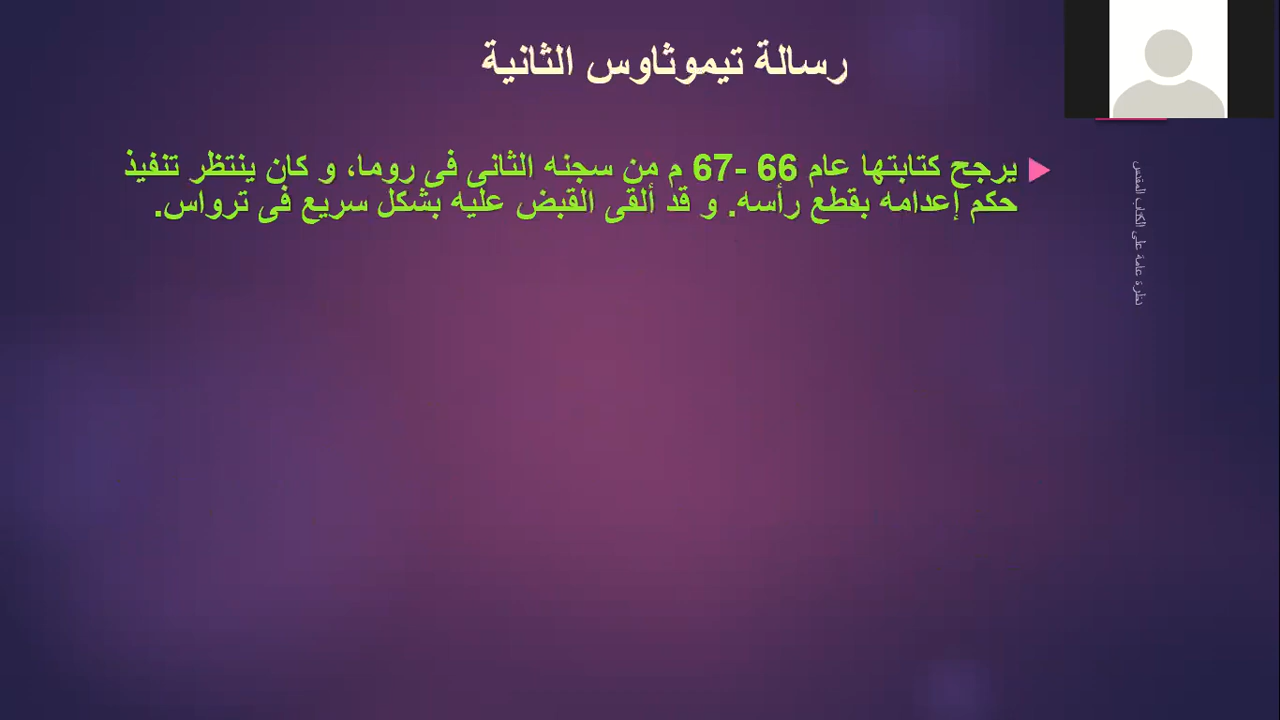 رسالة تيموثاوس الثانية
يرجح كتابتها عام 66 -67 م من سجنه الثانى فى روما، و كان ينتظر تنفيذ
حكم إعدامه بقطع رأسه. و قد ألقى القبض عليه بشكل سريع فى ترواس.
نظرة عامة على الكتاب المقدس